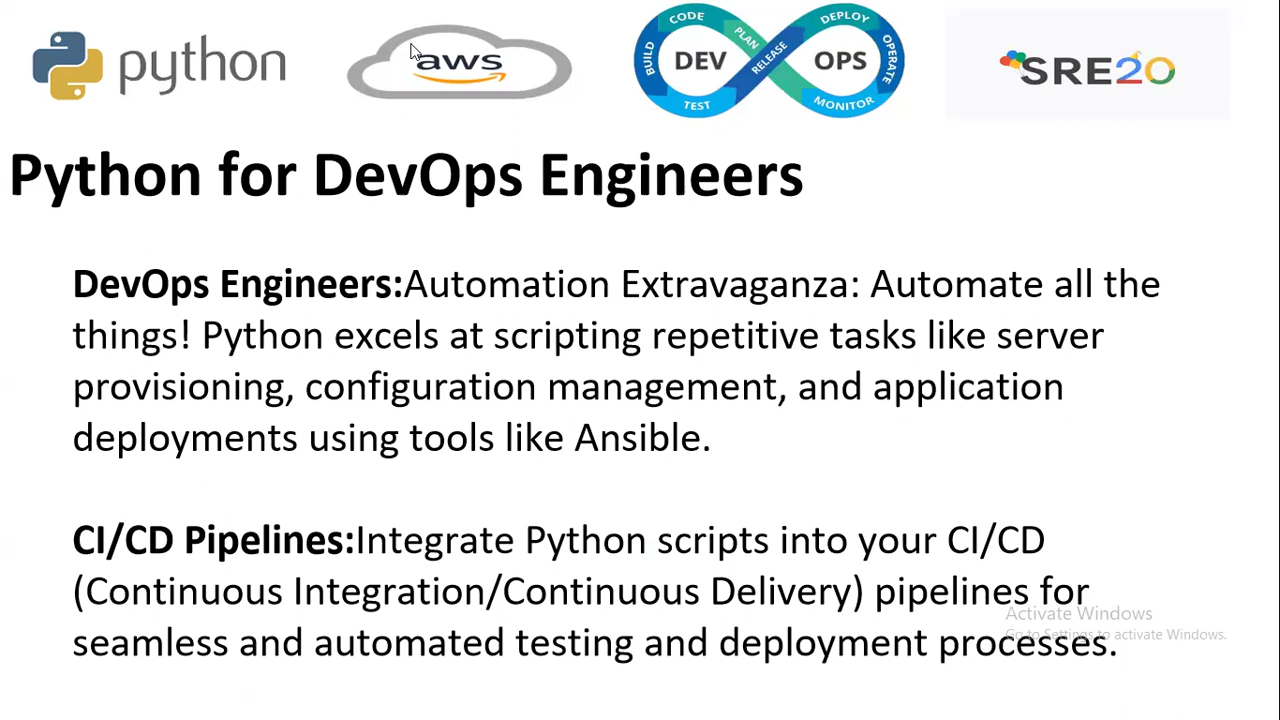 python
aws
CODE
PLAN
BUILD
DEV
TEST
RELEASE
DEPLOY
OPERATE
OPS
MONITOR
SRE20
Python for DevOps Engineers
DevOps Engineers:Automation Extravaganza: Automate all the
things! Python excels at scripting repetitive tasks like server
provisioning, configuration management, and application
deployments using tools like Ansible.
CI/CD Pipelines:Integrate Python scripts into your CI/CD
(Continuous Integration/Continuous Delivery) pipelines for
seamless and automated testing and deployment processes.
Activate Windows
Go to Settings to activate Windows.